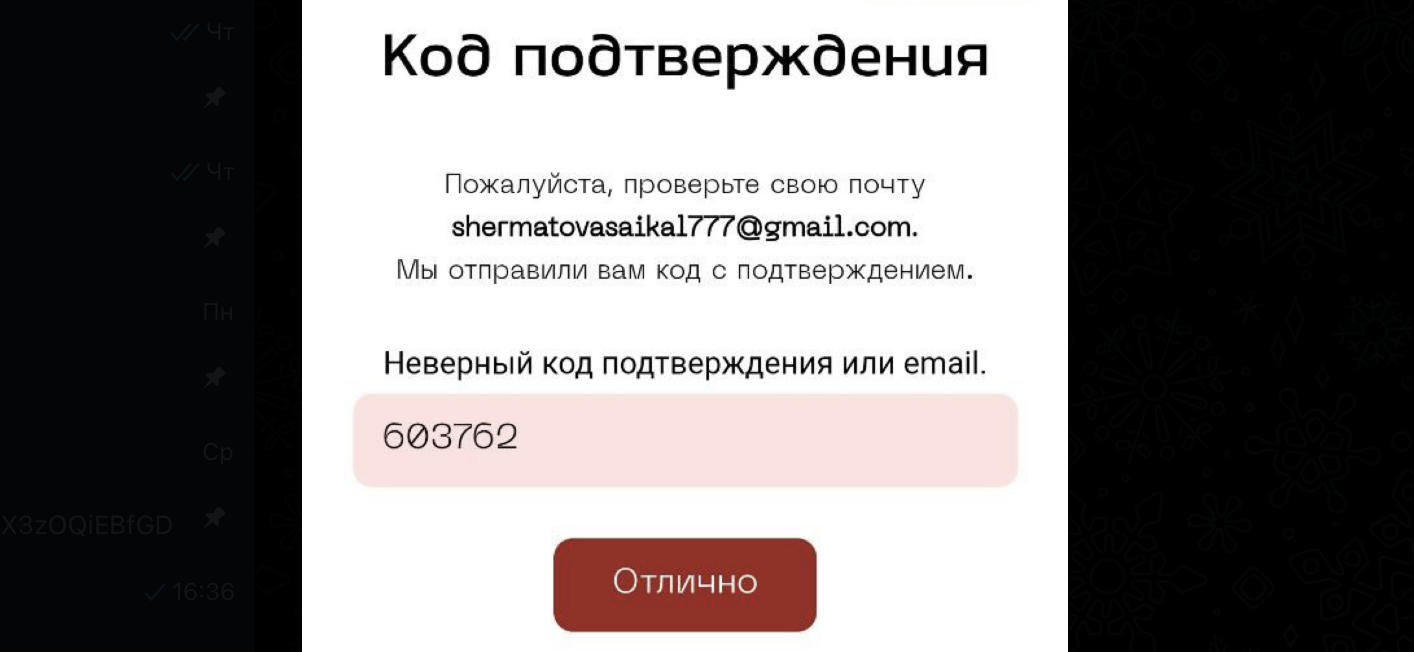 Код подтверждения
Пожалуйста, проверьте свою почту
shermatovasaikal777@gmail.com.
Мы отправили вам код с подтверждением.
Неверный код подтверждения или email.
603762
Отлично
Чт
Чт
Пн
Ср
X3zOQiEBfGD
16:36